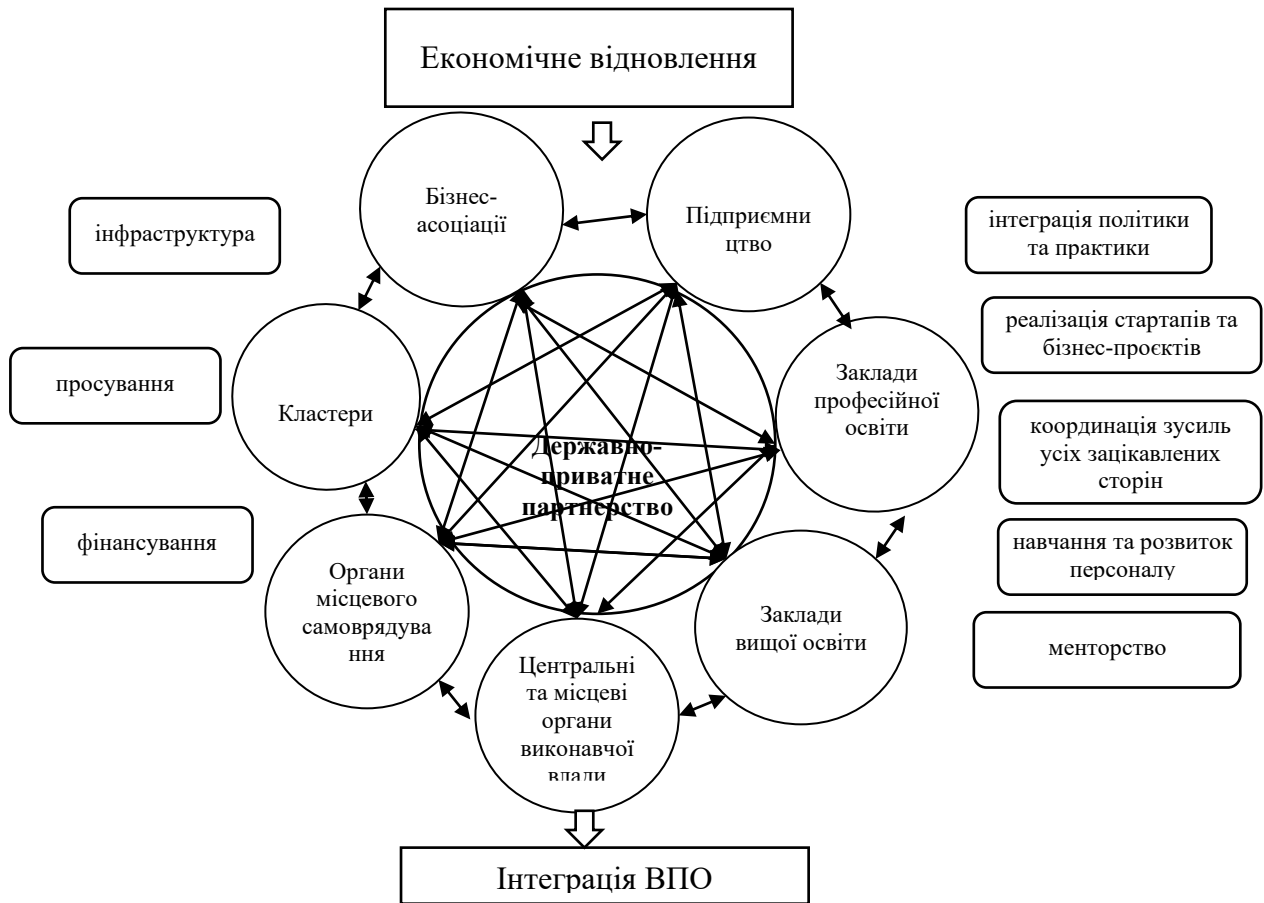 Економічне відновлення
Бізнес-
асоціації
Підприємни
цтво
інфраструктура
інтеграція політики
та практики
просування
Кластери
Заклади
професійної
освіти
реалізація стартапів та
бізнес-проєктів
Державно-
приватне
партнерство
координація зусиль
усіх зацікавлених
сторін
фінансування
Органи
місцевого
самоврядува
ння
Заклади
вищої освіти
навчання та розвиток
персоналу
Центральні
та місцеві
органи
виконавчої
влади
менторство
Інтеграція ВПО